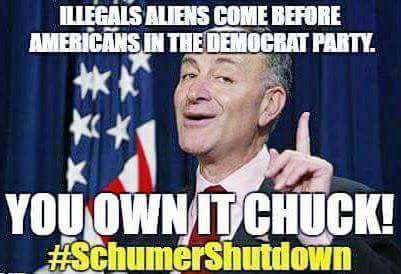 ILLEGALS ALIENS COME BEFORE
AMERICANS IN THE DEMOCRAT PARTY.
YOU OWN IT CHUCK!
#SchumerShutdown